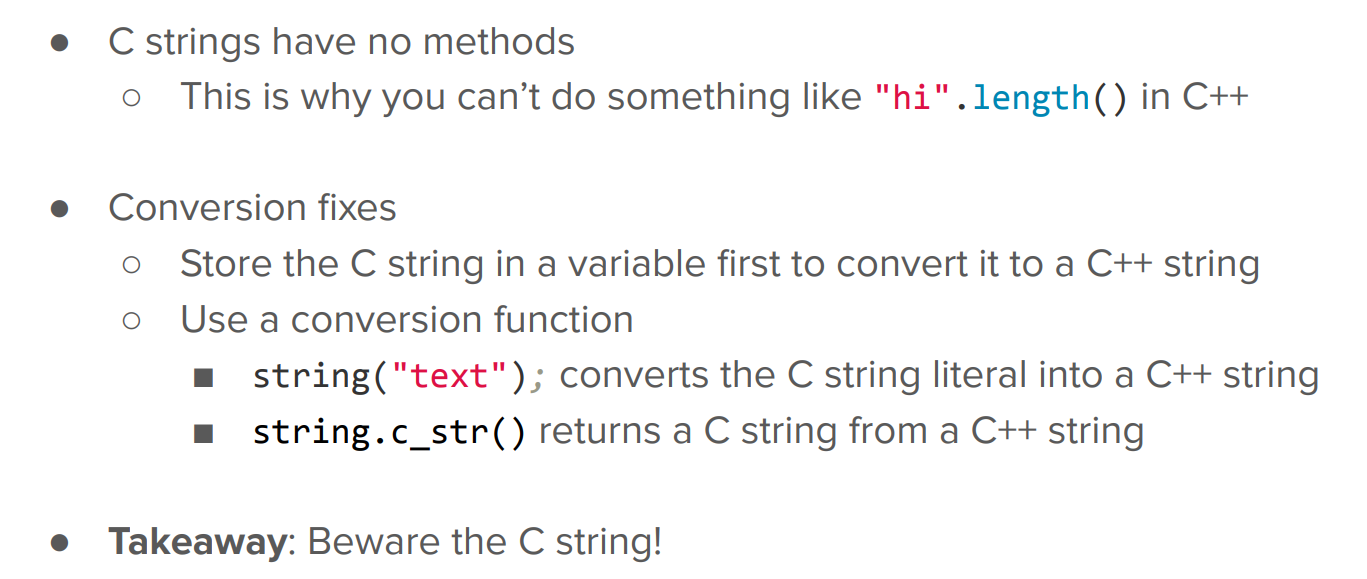 ● C strings have no methods
○ This is why you can’t do something like "hi".length() in C++
● Conversion fixes
○ Store the C string in a variable first to convert it to a C++ string
○ Use a conversion function
■ string("text"); converts the C string literal into a C++ string
■ string.c_str() returns a C string from a C++ string
● Takeaway: Beware the C string!